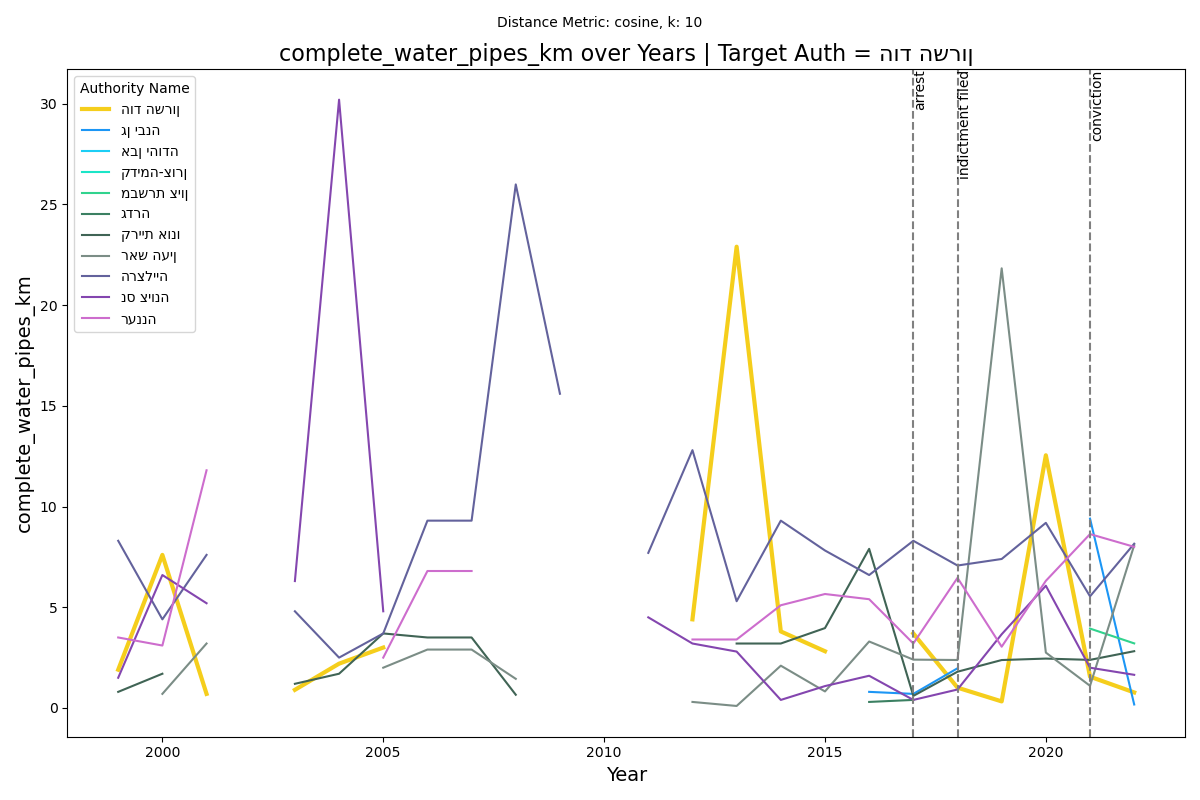 Distance Metric: cosine, k: 10
complete_water_pipes_km over Years | Target Auth = הוד השרון
Authority Name
הוד השרון
גן יבנה
אבן יהודה
קדימה-צורן
מבשרת ציון
גדרה
קריית אונו
ראש העין
הרצלייה
נס ציונה
רעננה
arrest
indictment filed
conviction
complete_water_pipes_km
30
25
20
15
10
5
0
2000
2005
2010
2015
2020
Year